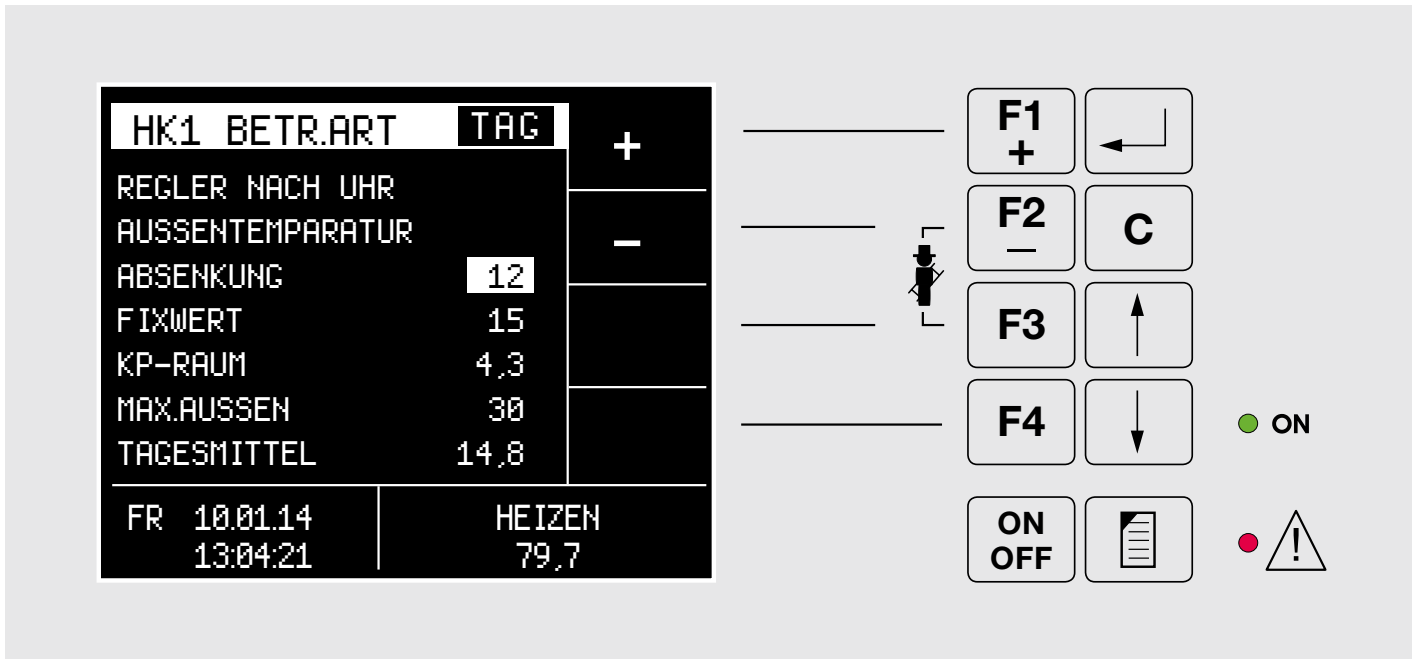 HK1 BETR.ART TAG
+
REGLER NACH UHR
AUSSENTEMPARATUR
–
ABSENKUNG 12
FIXWERT 15
KP-RAUM 4,3
MAX.AUSSEN 30
TAGESMITTEL 14,8
FR 10.01.14
13:04:21
HEIZEN
79,7
F1
+
F2
—
C
F3
F4
ON
ON
OFF
!